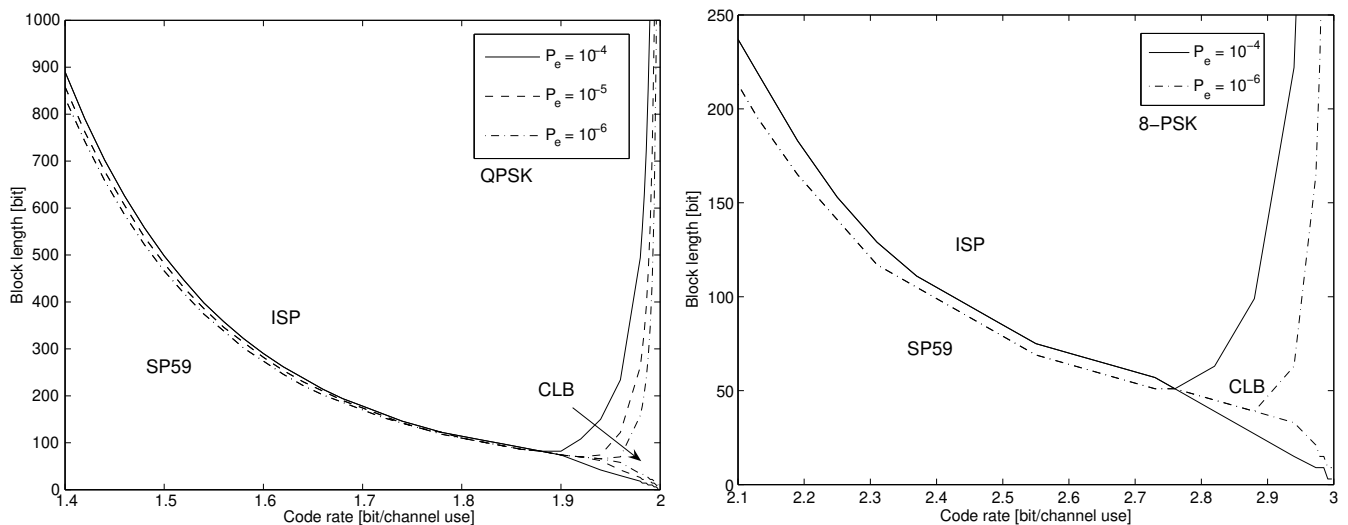 1000
900
800
700
600
500
400
300
200
100
0
Block length [bit]
P_e = 10^-4
P_e = 10^-5
P_e = 10^-6
QPSK
ISP
SP59
CLB
1.4 1.5 1.6 1.7 1.8 1.9 2
Code rate [bit/channel use]
250
200
150
100
50
0
Block length [bit]
P_e = 10^-4
P_e = 10^-6
8−PSK
ISP
SP59
CLB
2.1 2.2 2.3 2.4 2.5 2.6 2.7 2.8 2.9 3
Code rate [bit/channel use]